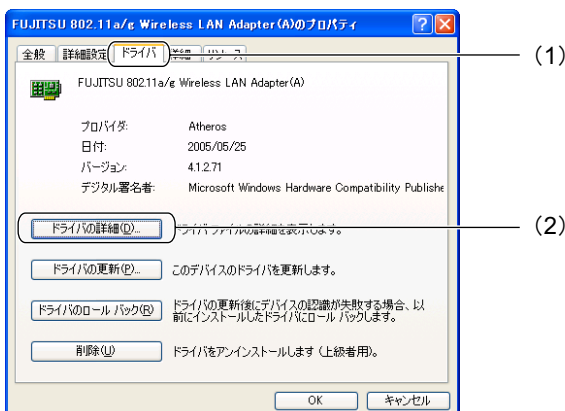 FUJITSU 802.11a/g Wireless LAN Adapter(A)のプロパティ
全般 詳細設定 ドライバ 詳細 リソース
(1)
FUJITSU 802.11a/g Wireless LAN Adapter(A)
プロバイダ: Atheros
日付: 2005/05/25
バージョン: 4.1.2.71
デジタル署名者: Microsoft Windows Hardware Compatibility Publishe
ドライバの詳細(D)... ドライバ ファイルの詳細を表示します。
(2)
ドライバの更新(P)... このデバイスのドライバを更新します。
ドライバのロール バック(R) ドライバの更新後にデバイスの認識が失敗する場合、以
前にインストールしたドライバにロール バックします。
削除(U) ドライバをアンインストールします (上級者用)。
OK キャンセル